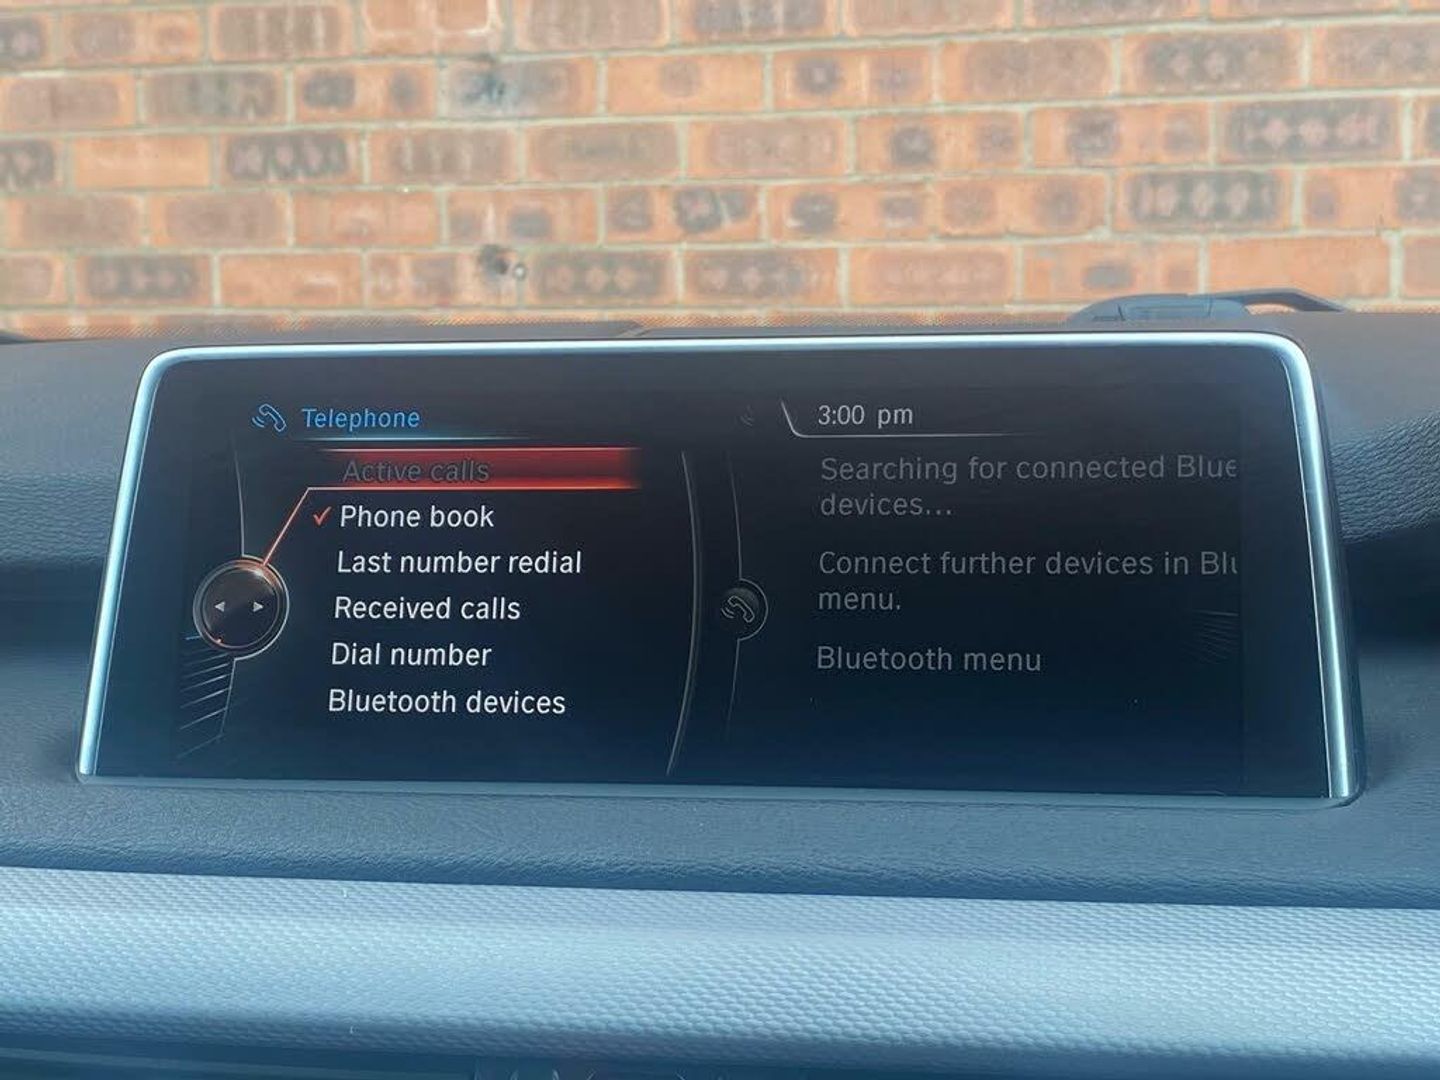 Telephone
Active calls
Phone book
Last number redial
Received calls
Dial number
Bluetooth devices
3:00 pm
Searching for connected Blue
devices...
Connect further devices in Blu
menu.
Bluetooth menu